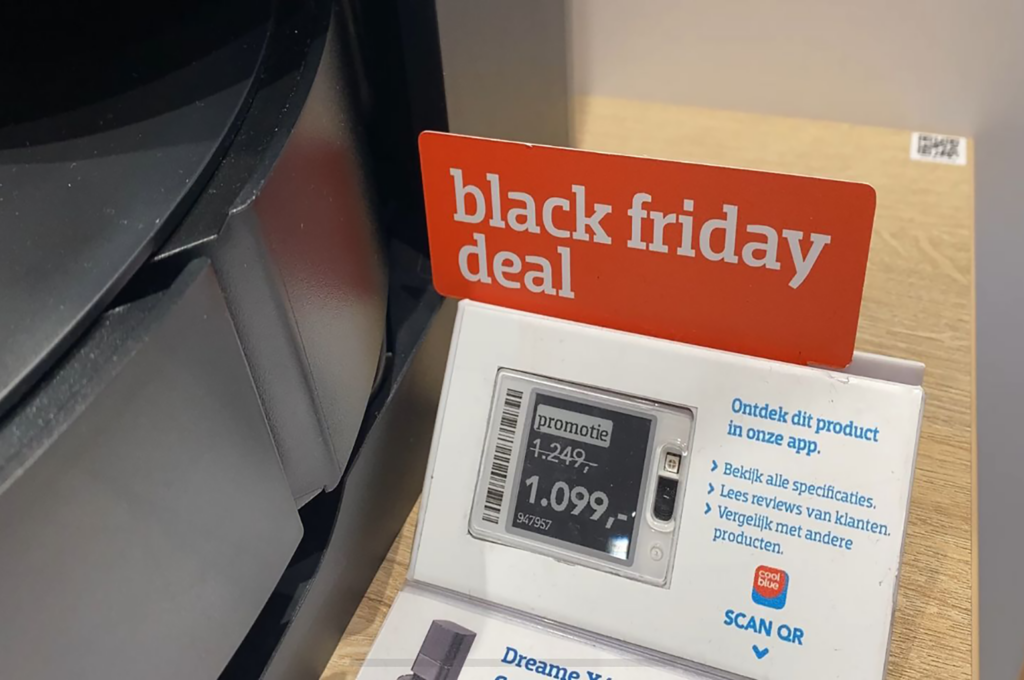 black friday
deal
promotie
1.249,-
1.099,-
947957
Ontdek dit product
in onze app.
Bekijk alle specificaties.
Lees reviews van klanten.
Vergelijk met andere
producten.
cool
blue
SCAN QR
Dreame